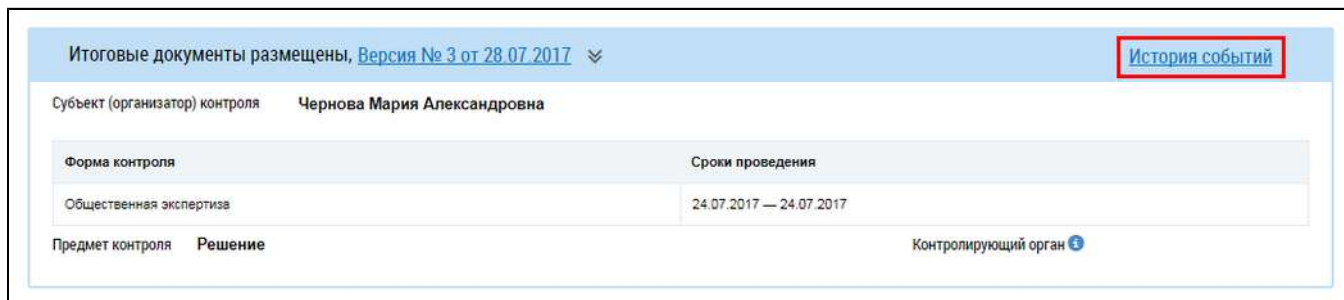 Итоговые документы размещены, Версия № 3 от 28.07.2017 История событий
Субъект (организатор) контроля Чернова Мария Александровна
Форма контроля Сроки проведения
Общественная экспертиза 24.07.2017 — 24.07.2017
Предмет контроля Решение Контролирующий орган